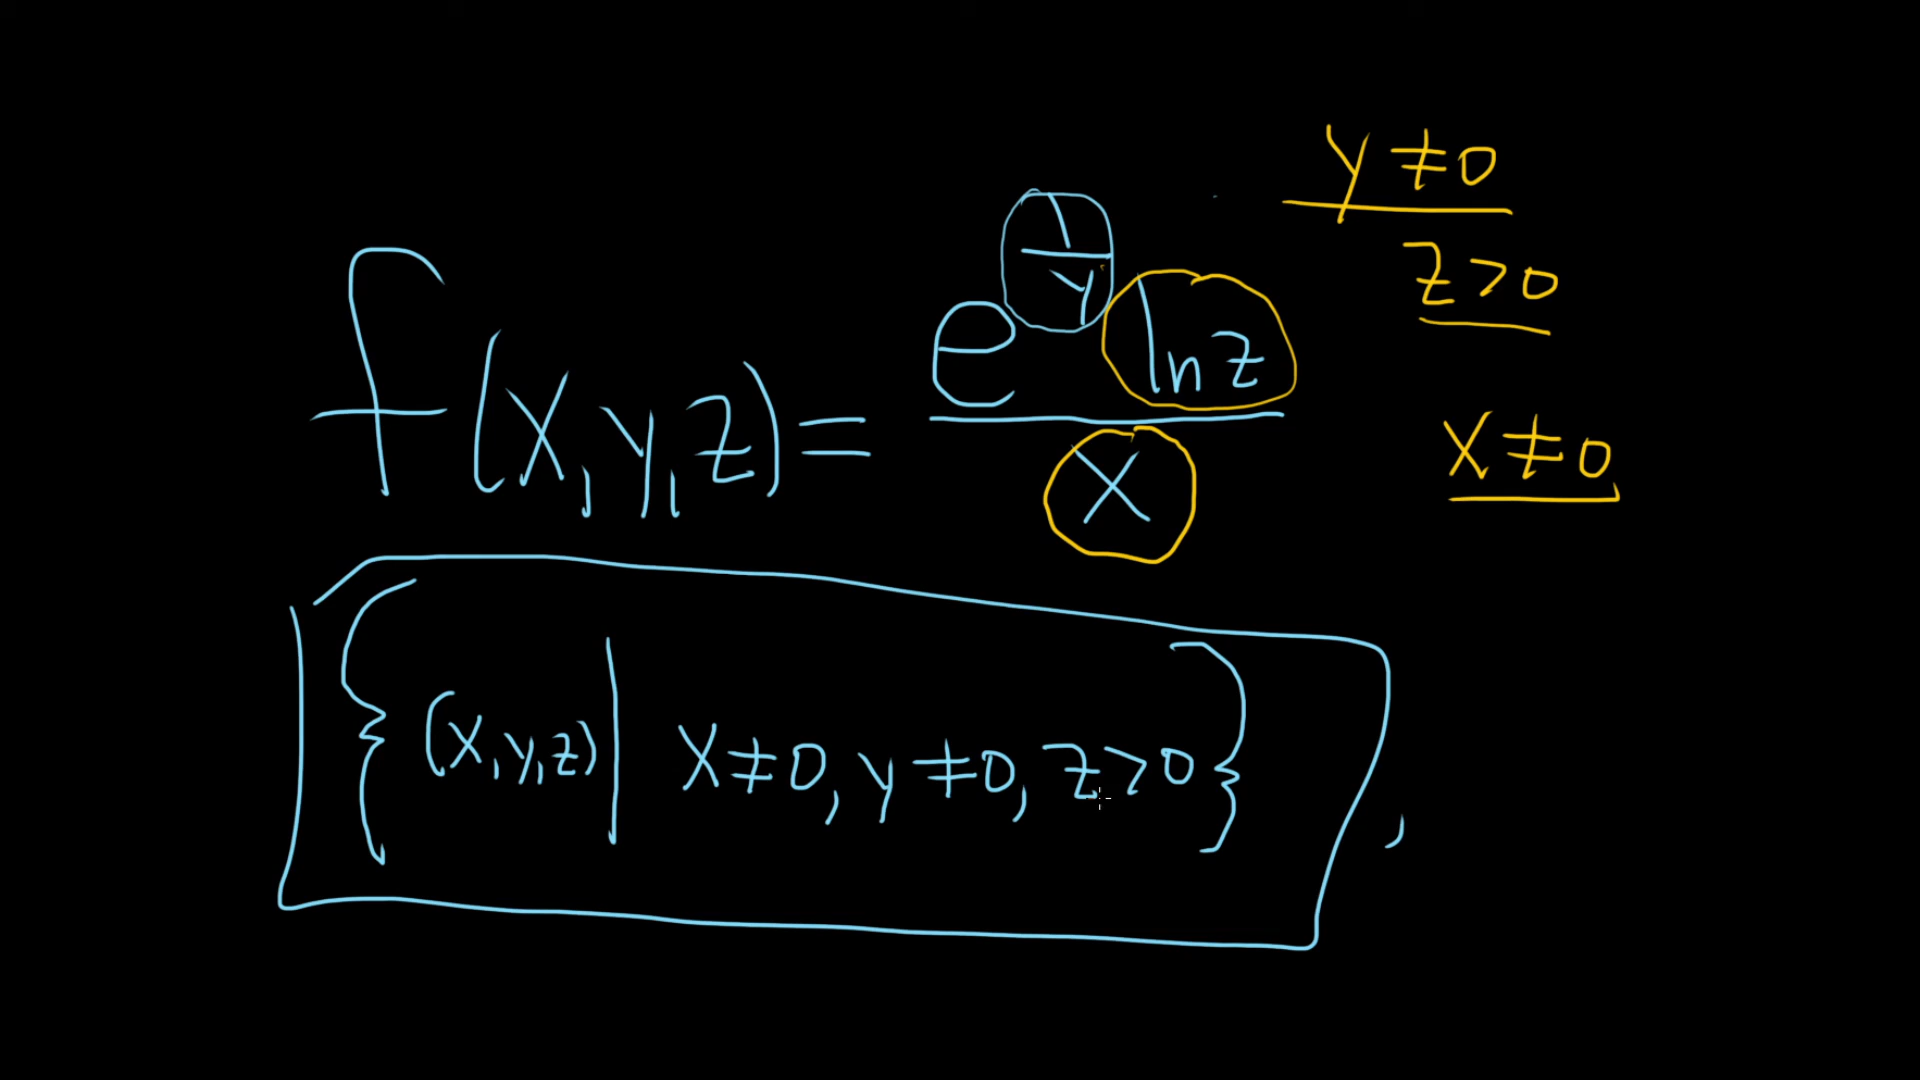 y≠0
z>0
f(x,y,z)= e^(1/y) ln z / x
x≠0
{ (x,y,z) | x≠0, y≠0, z>0 } ,